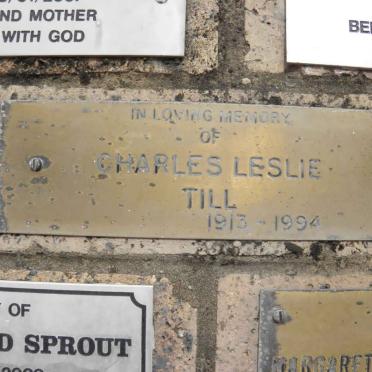 ND MOTHER
WITH GOD
BE
IN LOVING MEMORY
OF
CHARLES LESLIE
TILL
1913 - 1994
Y OF
D SPROUT
MARGARET